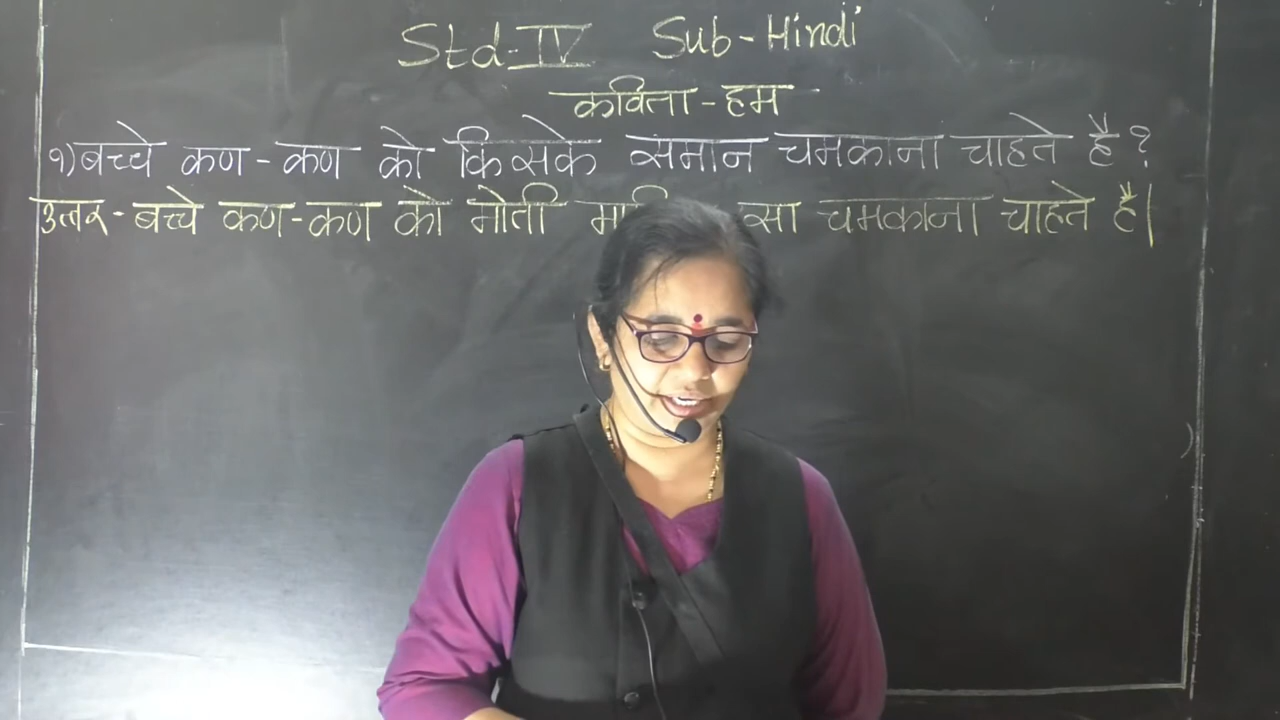 Std-IV Sub-Hindi
कविता-हम
१) बच्चे कण-कण को किसके समान चमकाना चाहते है?
उत्तर- बच्चे कण-कण को मोती सा चमकाना चाहते है|